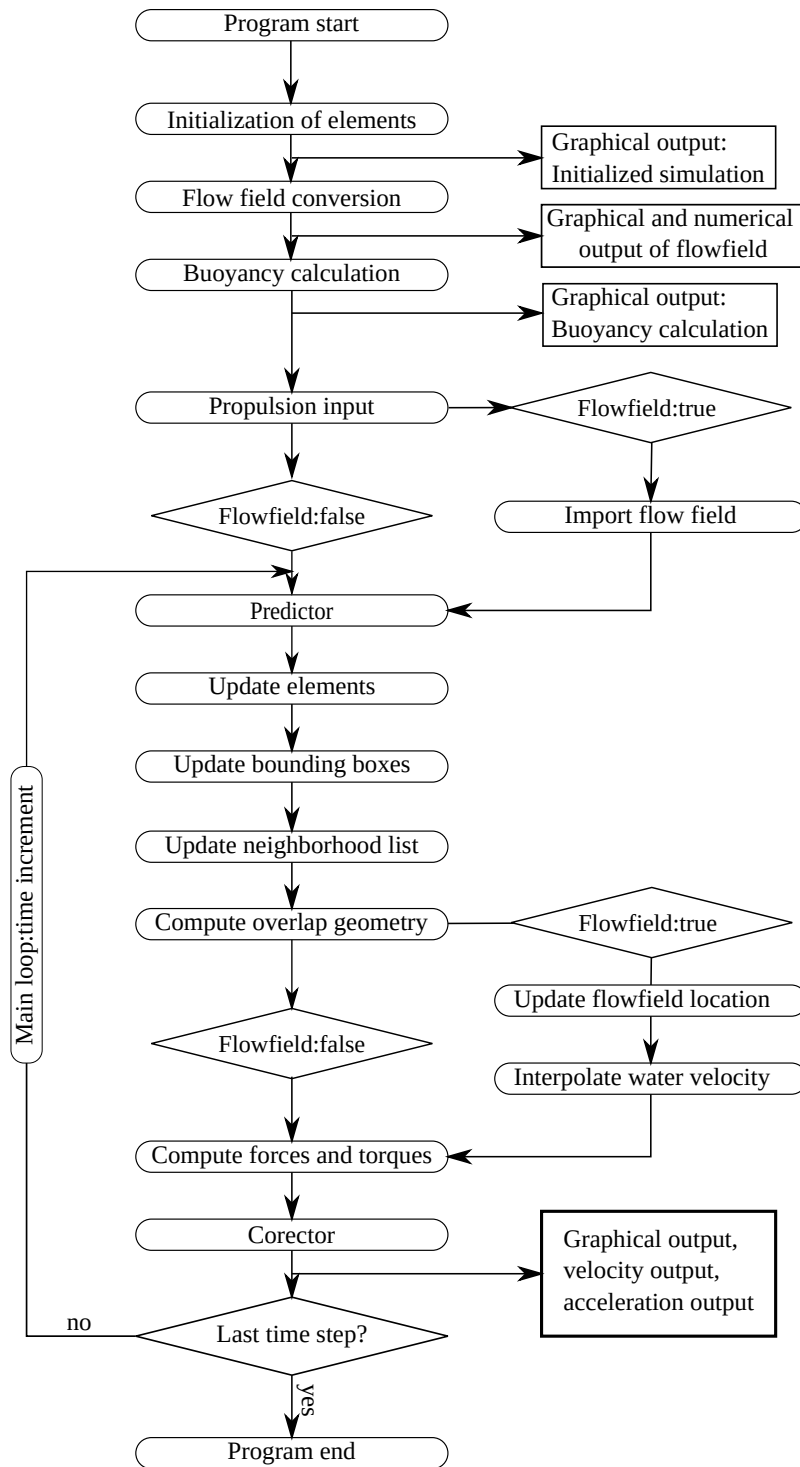 Program start
Initialization of elements
Graphical output:
Initialized simulation
Flow field conversion
Graphical and numerical
output of flowfield
Buoyancy calculation
Graphical output:
Buoyancy calculation
Propulsion input
Flowfield:true
Flowfield:false
Import flow field
Predictor
Update elements
Update bounding boxes
Main loop:time increment
Update neighborhood list
Compute overlap geometry
Flowfield:true
Update flowfield location
Flowfield:false
Interpolate water velocity
Compute forces and torques
Corector
Graphical output,
velocity output,
acceleration output
no
Last time step?
yes
Program end